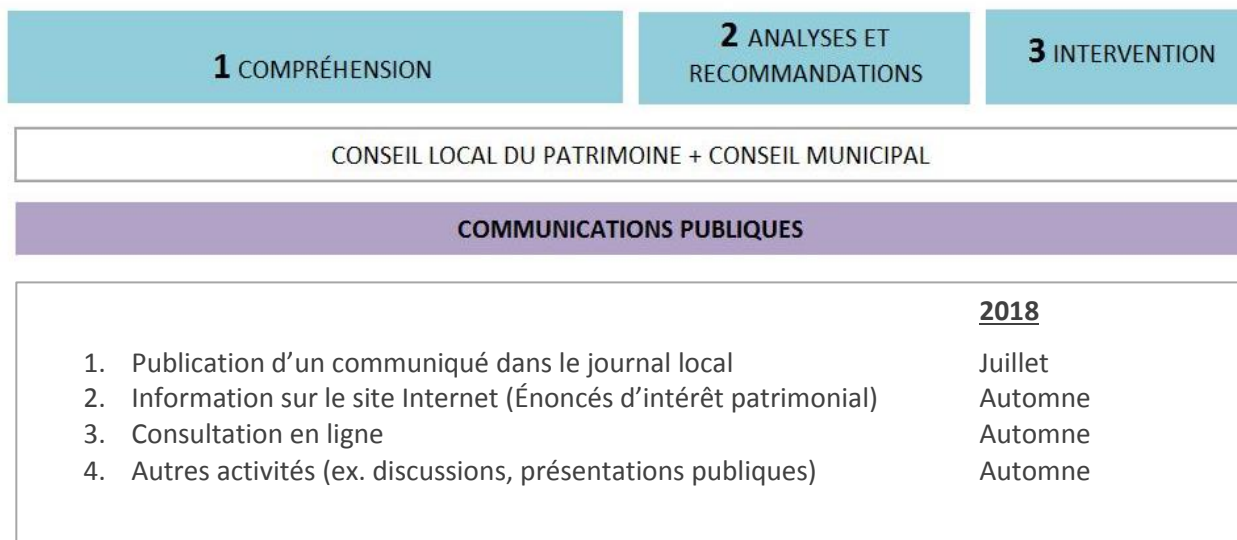 1 COMPRÉHENSION
2 ANALYSES ET
RECOMMANDATIONS
3 INTERVENTION
CONSEIL LOCAL DU PATRIMOINE + CONSEIL MUNICIPAL
COMMUNICATIONS PUBLIQUES
2018
1. Publication d’un communiqué dans le journal local Juillet
2. Information sur le site Internet (Énoncés d’intérêt patrimonial) Automne
3. Consultation en ligne Automne
4. Autres activités (ex. discussions, présentations publiques) Automne